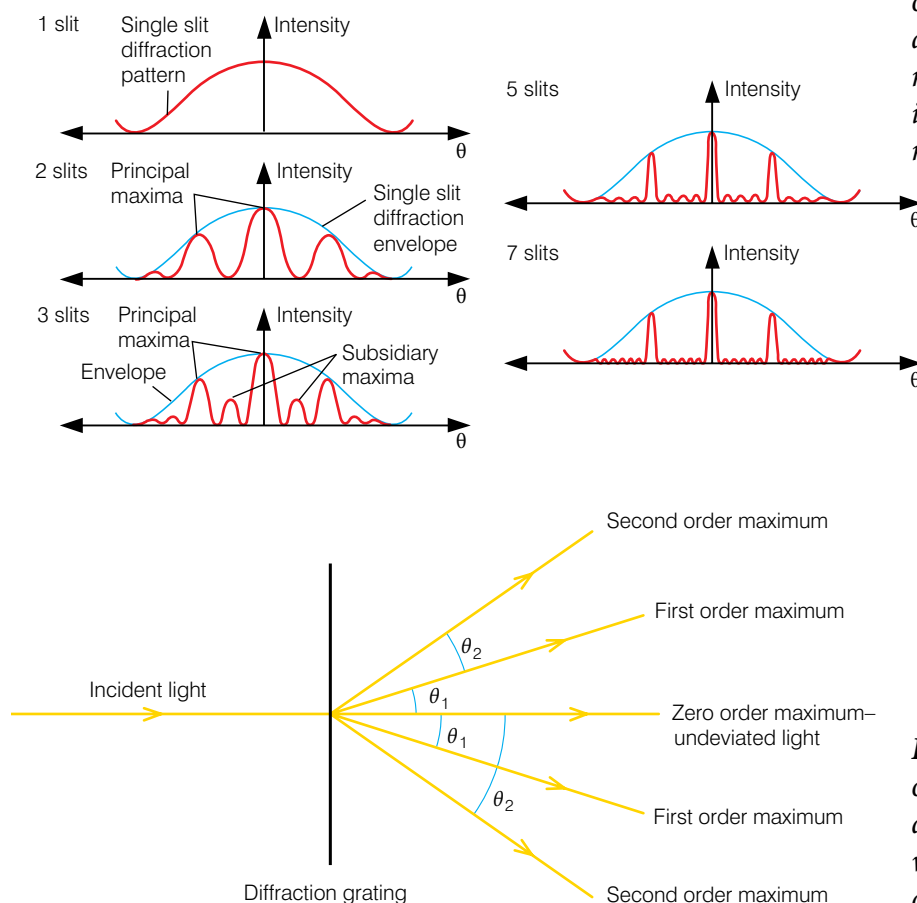 1 slit
Single slit
diffraction
pattern
Intensity
θ
2 slits
Principal
maxima
Intensity
Single slit
diffraction
envelope
θ
3 slits
Principal
maxima
Intensity
Envelope
Subsidiary
maxima
θ
5 slits
Intensity
θ
7 slits
Intensity
θ
Second order maximum
First order maximum
θ2
Incident light
θ1
Zero order maximum–
undeviated light
θ1
θ2
First order maximum
Diffraction grating
Second order maximum